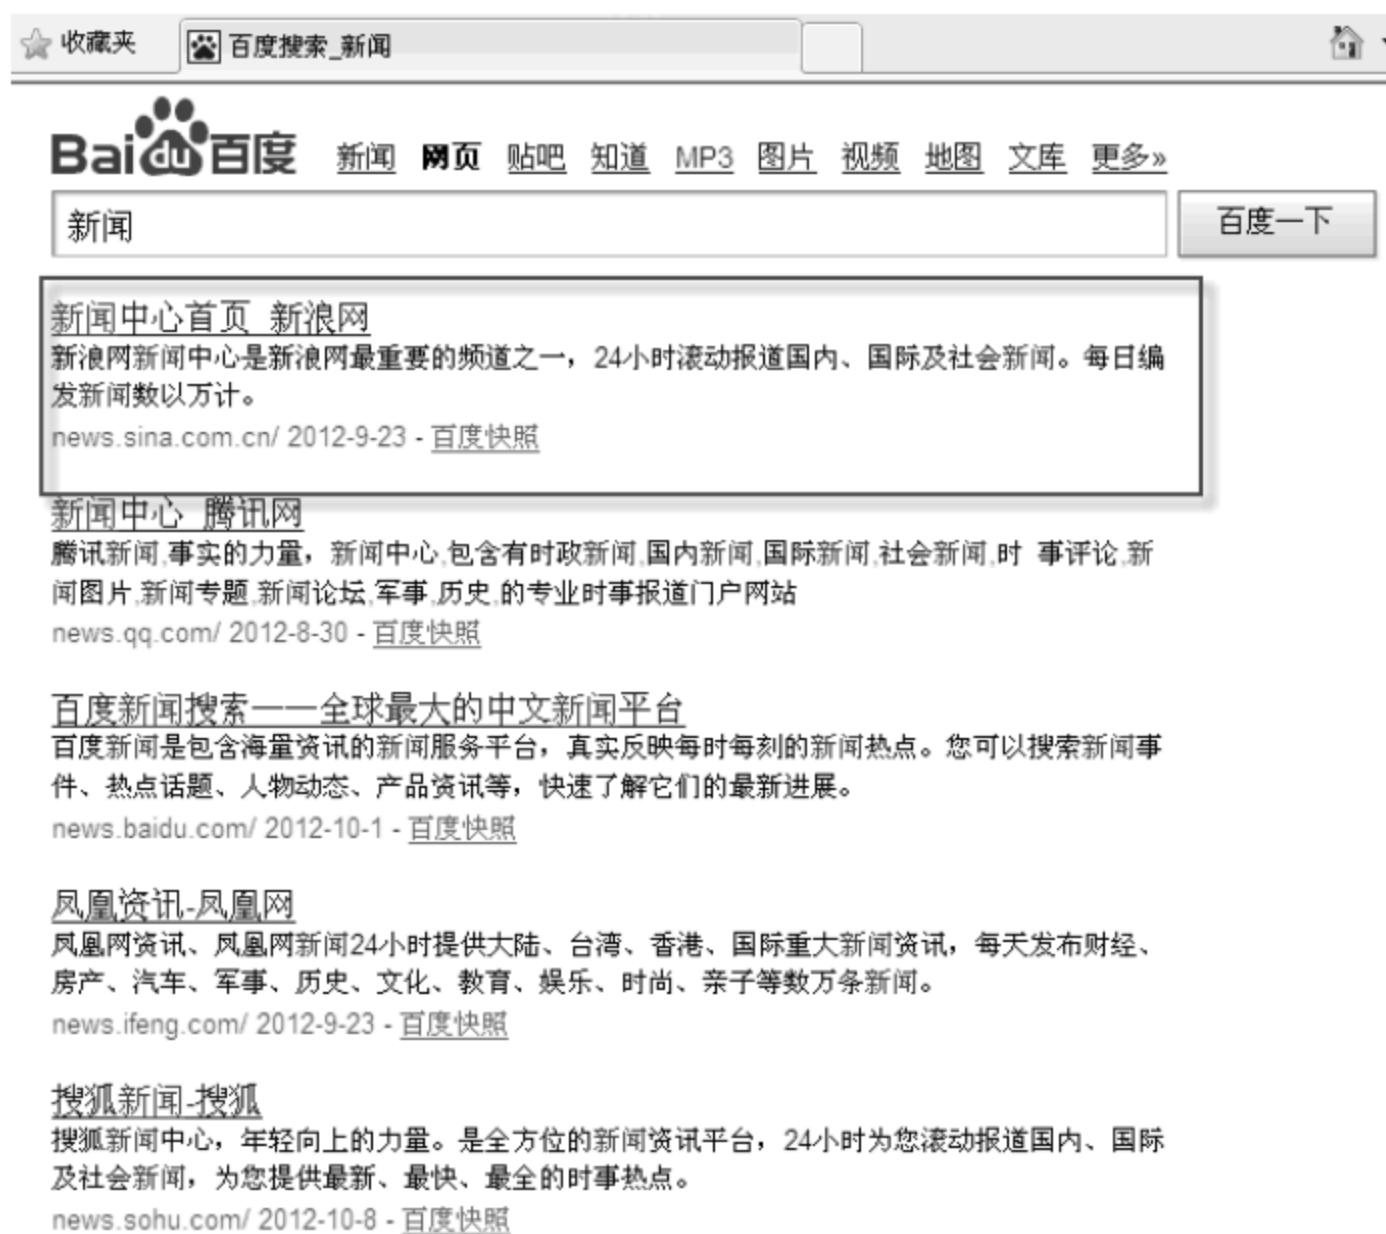 收藏夹 百度搜索_新闻
Bai du 百度 新闻 网页 贴吧 知道 MP3 图片 视频 地图 文库 更多»
新闻 百度一下
新闻中心首页_新浪网
新浪网新闻中心是新浪网最重要的频道之一，24小时滚动报道国内、国际及社会新闻。每日编
发新闻数以万计。
news.sina.com.cn/ 2012-9-23 - 百度快照
新闻中心_腾讯网
腾讯新闻,事实的力量，新闻中心,包含有时政新闻,国内新闻,国际新闻,社会新闻,时 事评论,新
闻图片,新闻专题,新闻论坛,军事,历史,的专业时事报道门户网站
news.qq.com/ 2012-8-30 - 百度快照
百度新闻搜索——全球最大的中文新闻平台
百度新闻是包含海量资讯的新闻服务平台，真实反映每时每刻的新闻热点。您可以搜索新闻事
件、热点话题、人物动态、产品资讯等，快速了解它们的最新进展。
news.baidu.com/ 2012-10-1 - 百度快照
凤凰资讯-凤凰网
凤凰网资讯、凤凰网新闻24小时提供大陆、台湾、香港、国际重大新闻资讯，每天发布财经、
房产、汽车、军事、历史、文化、教育、娱乐、时尚、亲子等数万条新闻。
news.ifeng.com/ 2012-9-23 - 百度快照
搜狐新闻-搜狐
搜狐新闻中心，年轻向上的力量。是全方位的新闻资讯平台，24小时为您滚动报道国内、国际
及社会新闻，为您提供最新、最快、最全的时事热点。
news.sohu.com/ 2012-10-8 - 百度快照